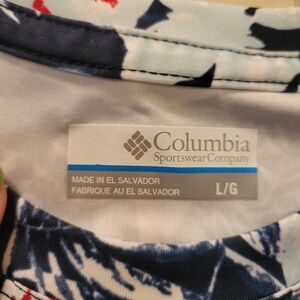 Columbia
Sportswear Company
MADE IN EL SALVADOR
FABRIQUE AU EL SALVADOR
L/G